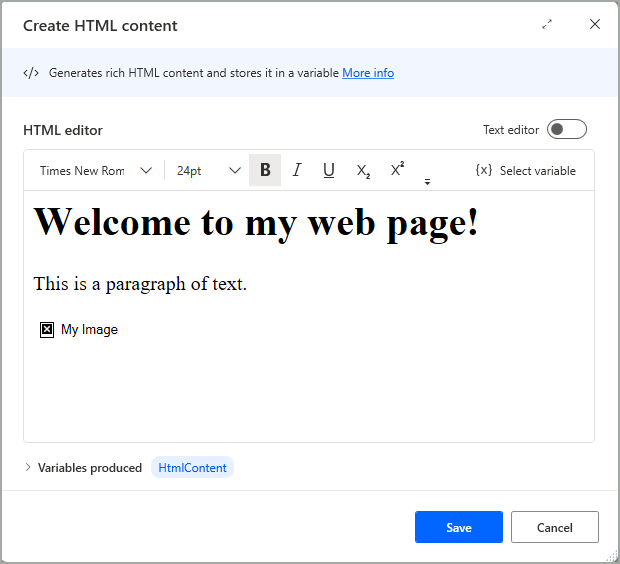 Create HTML content
</> Generates rich HTML content and stores it in a variable More info
HTML editor
Text editor
Times New Rom 24pt B I U X₂ X² {x} Select variable
Welcome to my web page!
This is a paragraph of text.
My Image
Variables produced HtmlContent
Save Cancel